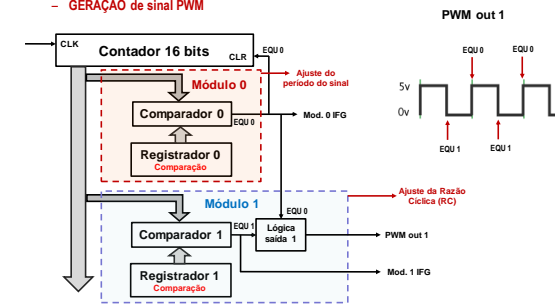 – GERAÇÃO de sinal PWM
PWM out 1
CLK
Contador 16 bits
CLR
EQU 0
EQU 0
EQU 0
Módulo 0
Ajuste do
período do sinal
Comparador 0
EQU 0
Mod. 0 IFG
5v
0v
Registrador 0
Comparação
EQU 1
EQU 1
Módulo 1
Ajuste da Razão
Cíclica (RC)
EQU 0
Comparador 1
EQU 1
Lógica
saída 1
PWM out 1
Registrador 1
Comparação
Mod. 1 IFG